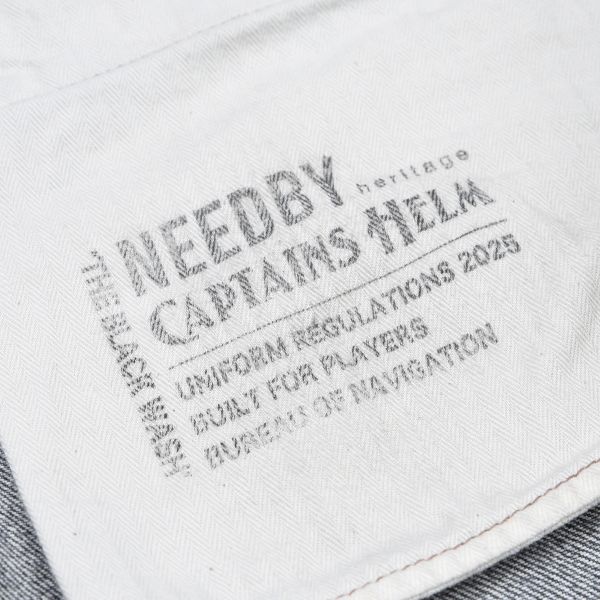 "THE BLACK WASH"
NEEDBY heritage
CAPTAINS HELM
UNIFORM REGULATIONS 2025
BUILT FOR PLAYERS
BUREAU OF NAVIGATION